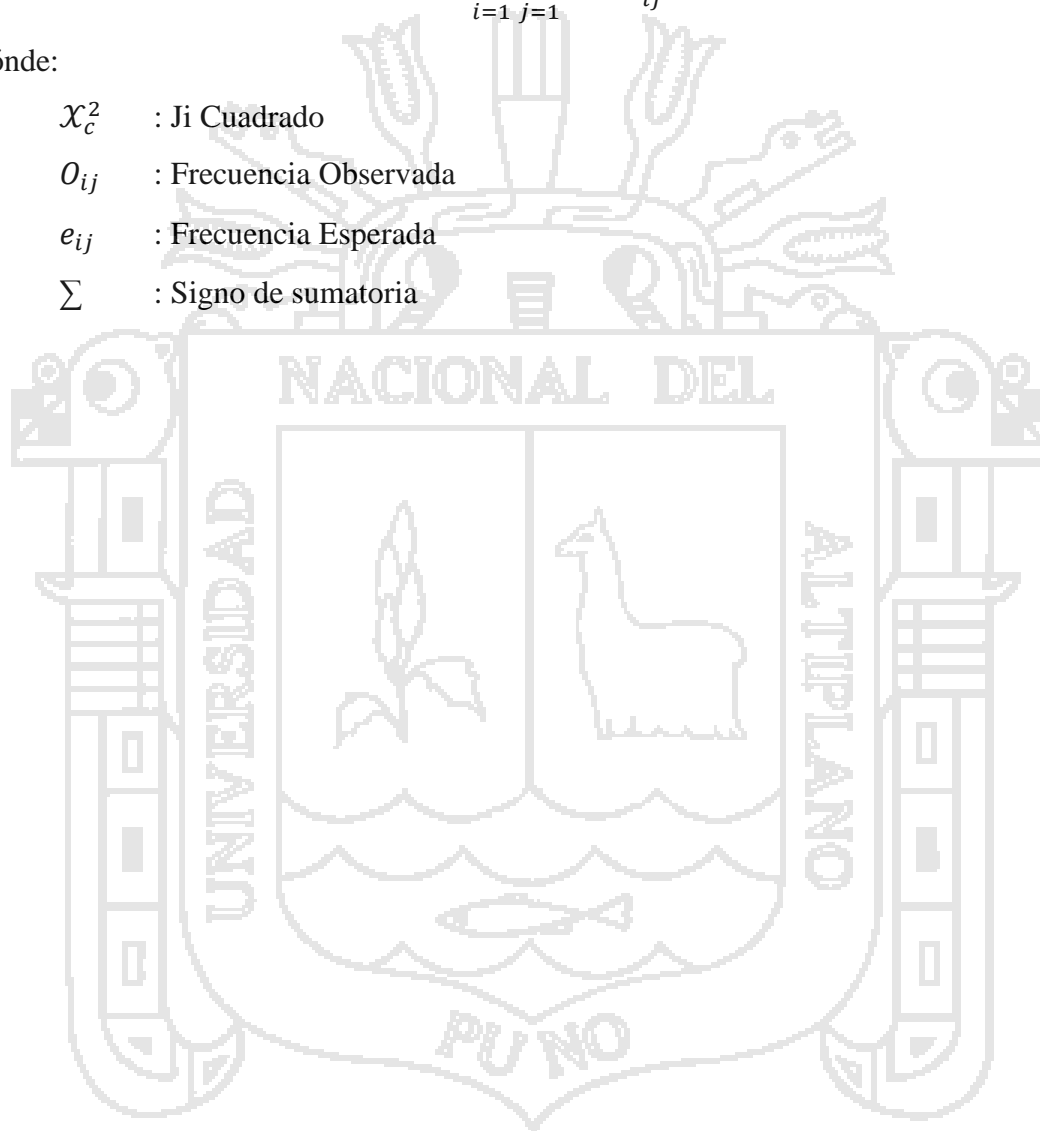 i=1 j=1 ij
ónde:
𝒳²c : Ji Cuadrado
Oij : Frecuencia Observada
eij : Frecuencia Esperada
∑ : Signo de sumatoria
NACIONAL DEL
UNIVERSIDAD
ALTIPLANO
PUNO